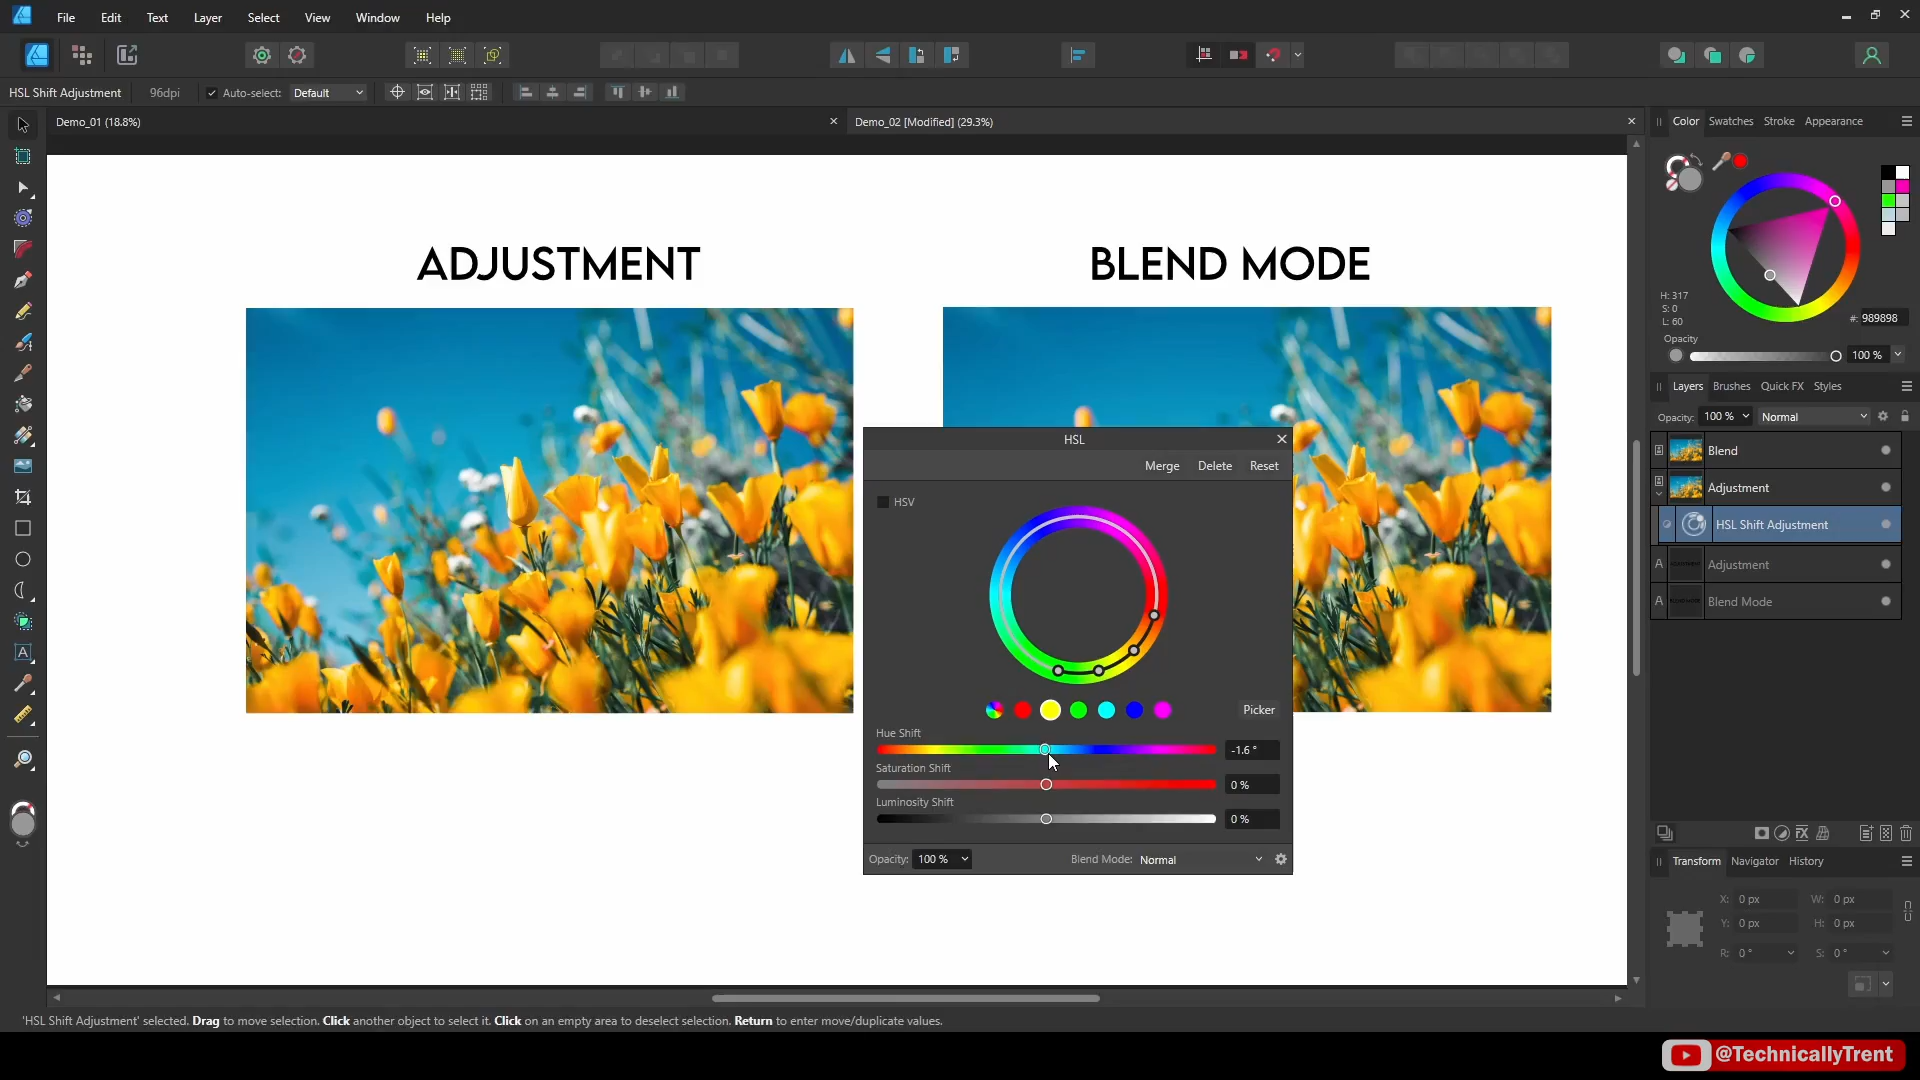 File Edit Text Layer Select View Window Help
HSL Shift Adjustment 96dpi Auto-select: Default
Demo_01 (18.8%) Demo_02 [Modified] (29.3%)
Color Swatches Stroke Appearance
H: 317
S: 0
L: 60
#: 989898
Opacity
100 %
ADJUSTMENT
BLEND MODE
Layers Brushes Quick FX Styles
Opacity: 100 % Normal
Blend
Adjustment
HSL Shift Adjustment
A Adjustment
A Blend Mode
HSL
Merge Delete Reset
HSV
Picker
Hue Shift
-1.6 °
Saturation Shift
0 %
Luminosity Shift
0 %
Opacity: 100 % Blend Mode: Normal
Transform Navigator History
X: 0 px W: 0 px
Y: 0 px H: 0 px
R: 0 ° S: 0 °
'HSL Shift Adjustment' selected. Drag to move selection. Click another object to select it. Click on an empty area to deselect selection. Return to enter move/duplicate values.
@TechnicallyTrent